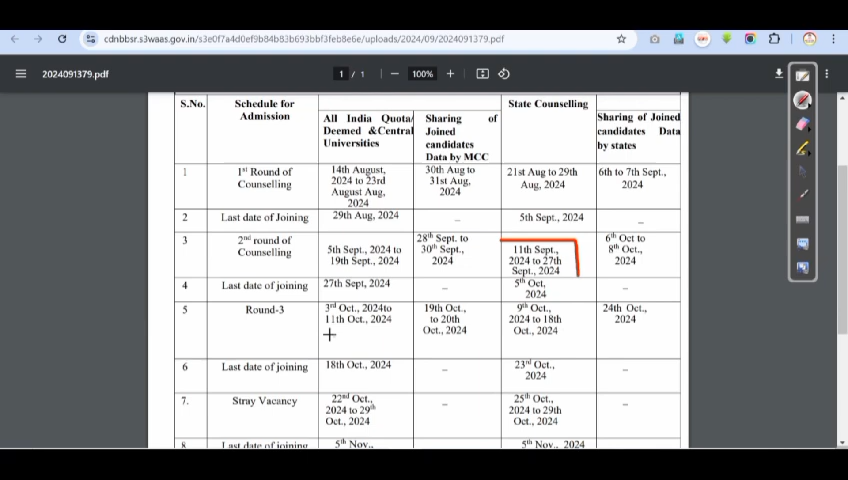 cdnbbsr.s3waas.gov.in/s3e0f7a4d0ef9b84b83b693bbf3feb8e6e/uploads/2024/09/2024091379.pdf
2024091379.pdf
1 / 1
100%
S.No.
Schedule for
Admission
State Counselling
All India Quota/
Deemed &Central
Universities
Sharing of
Joined
candidates
Data by MCC
Sharing of Joined
candidates Data
by states
1
1st Round of
Counselling
14th August,
2024 to 23rd
August Aug,
2024
30th Aug to
31st Aug,
2024
21st Aug to 29th
Aug, 2024
6th to 7th Sept.,
2024
2
Last date of Joining
29th Aug, 2024
–
5th Sept., 2024
–
3
2nd round of
Counselling
5th Sept., 2024 to
19th Sept., 2024
28th Sept. to
30th Sept.,
2024
11th Sept.,
2024 to 27th
Sept., 2024
6th Oct to
8th Oct.,
2024
4
Last date of joining
27th Sept, 2024
–
5th Oct,
2024
–
5
Round-3
3rd Oct., 2024to
11th Oct., 2024
19th Oct.,
to 20th
Oct., 2024
9th Oct.,
2024 to 18th
Oct., 2024
24th Oct.,
2024
6
Last date of joining
18th Oct., 2024
–
23rd Oct.,
2024
–
7.
Stray Vacancy
22nd Oct.,
2024 to 29th
Oct., 2024
–
25th Oct.,
2024 to 29th
Oct., 2024
–
8
Last date of joining
5th Nov.,
5th Nov., 2024